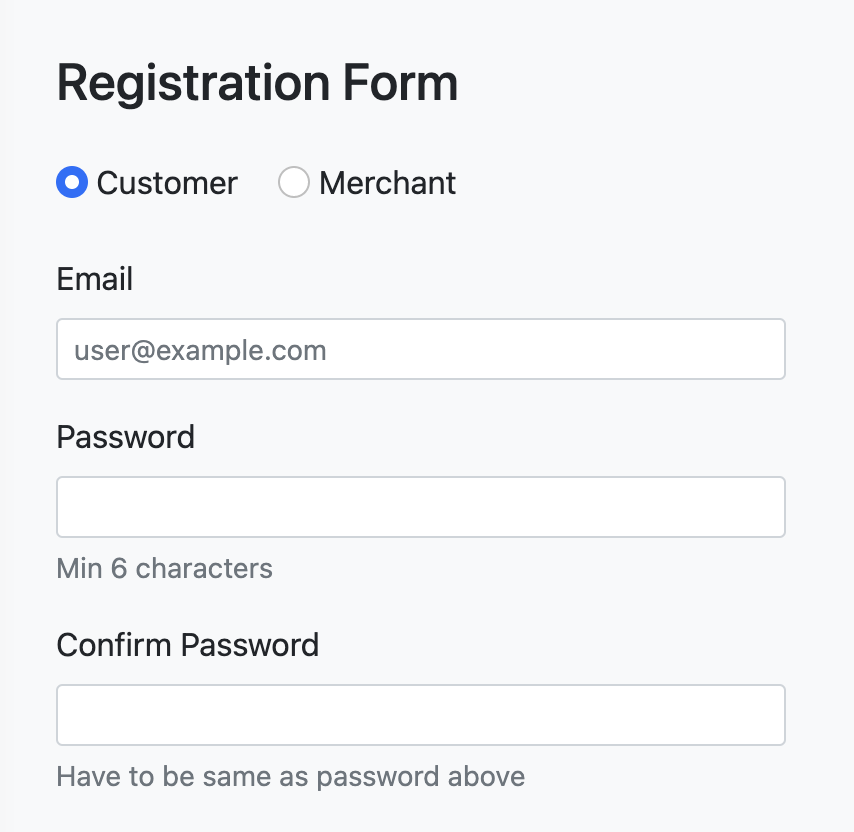 Registration Form
Customer Merchant
Email
user@example.com
Password
Min 6 characters
Confirm Password
Have to be same as password above